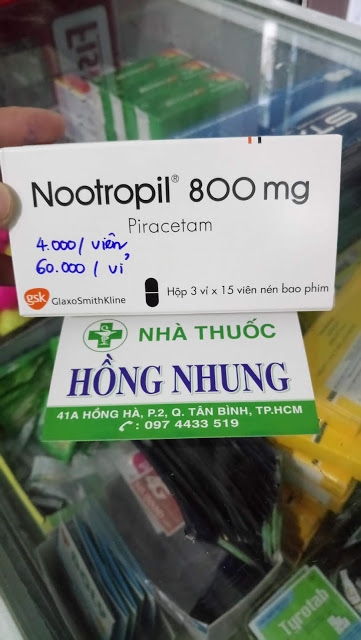 Nootropil® 800 mg
Piracetam
4.000 / viên
60.000 / vỉ
gsk GlaxoSmithKline
Hộp 3 vỉ x 15 viên nén bao phim
NHÀ THUỐC
HỒNG NHUNG
41A HỒNG HÀ, P.2, Q. TÂN BÌNH, TP.HCM
: 097 4433 519
Tyrotab